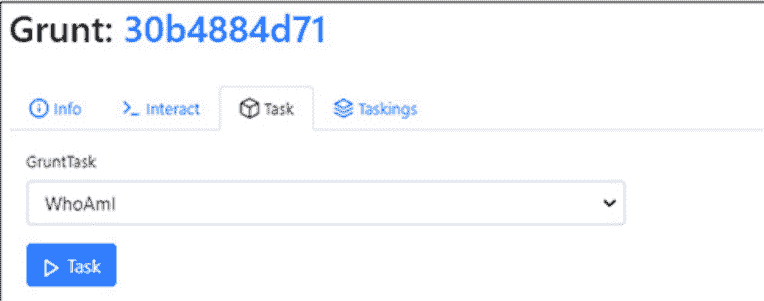 Grunt: 30b4884d71
Info >_ Interact Task Taskings
GruntTask
WhoAmI
Task